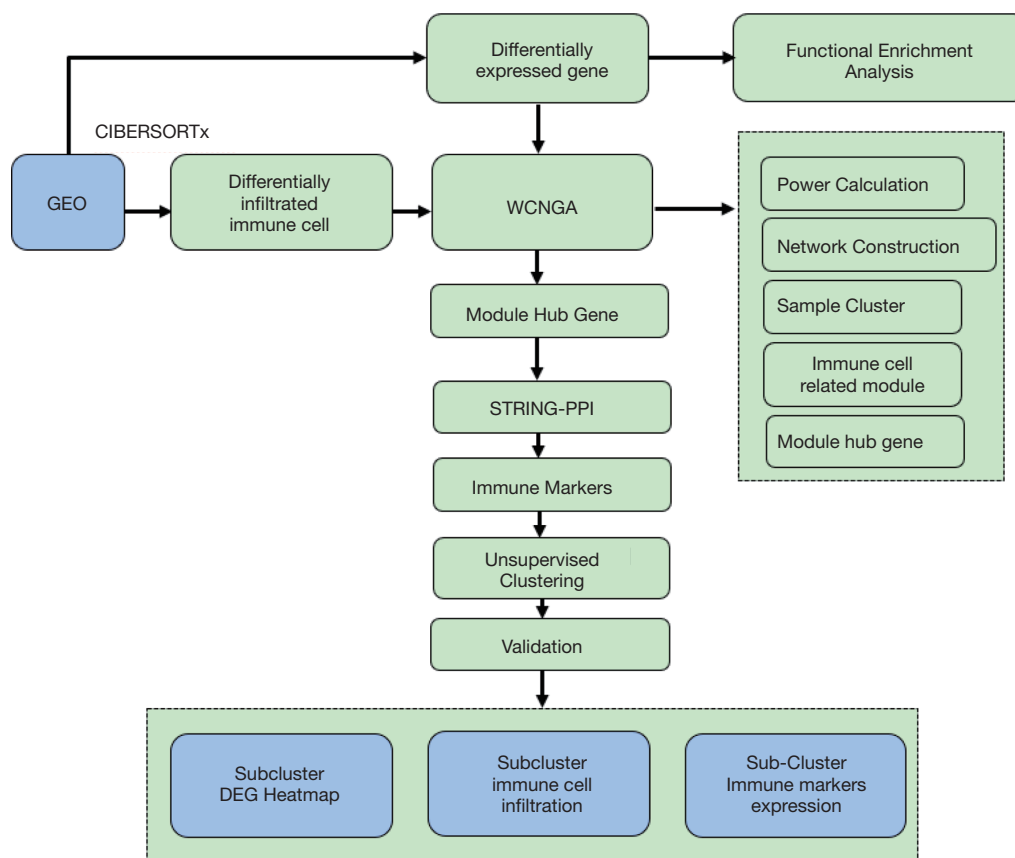 Differentially
expressed gene
Functional Enrichment
Analysis
CIBERSORTx
GEO
Differentially
infiltrated
immune cell
WCNGA
Power Calculation
Network Construction
Sample Cluster
Immune cell
related module
Module hub gene
Module Hub Gene
STRING-PPI
Immune Markers
Unsupervised
Clustering
Validation
Subcluster
DEG Heatmap
Subcluster
immune cell
infiltration
Sub-Cluster
Immune markers
expression